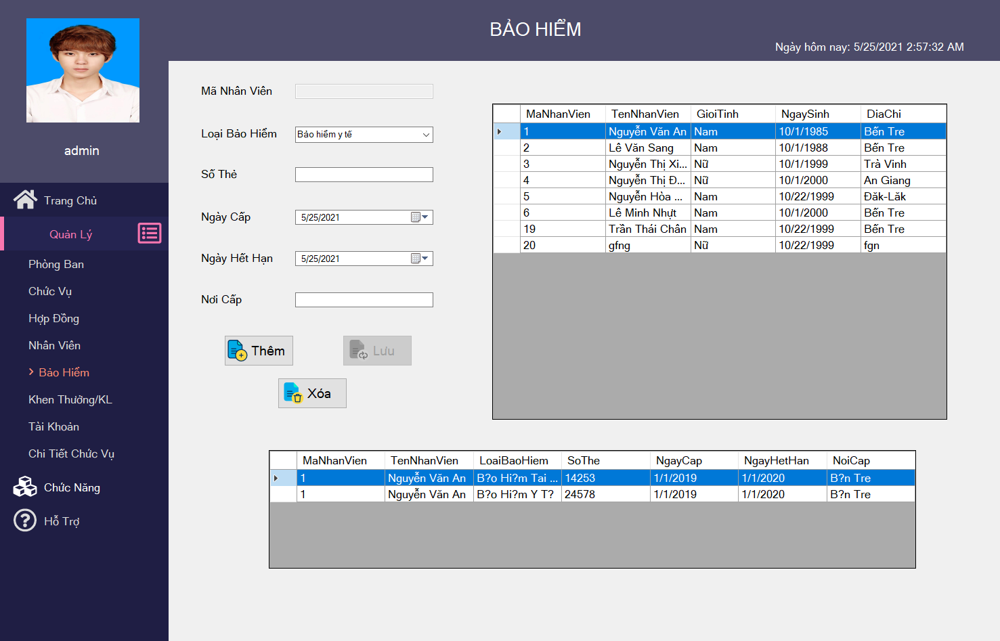 BẢO HIỂM
Ngày hôm nay: 5/25/2021 2:57:32 AM
admin
Trang Chủ
Quản Lý
Phòng Ban
Chức Vụ
Hợp Đồng
Nhân Viên
Bảo Hiểm
Khen Thưởng/KL
Tài Khoản
Chi Tiết Chức Vụ
Chức Năng
Hỗ Trợ
Mã Nhân Viên
Loại Bảo Hiểm Bảo hiểm y tế
Số Thẻ
Ngày Cấp 5/25/2021
Ngày Hết Hạn 5/25/2021
Nơi Cấp
Thêm Lưu
Xóa
MaNhanVien TenNhanVien GioiTinh NgaySinh DiaChi
1 Nguyễn Văn An Nam 10/1/1985 Bến Tre
2 Lê Văn Sang Nam 10/1/1988 Bến Tre
3 Nguyễn Thị Xi... Nữ 10/1/1999 Trà Vinh
4 Nguyễn Thị Đ... Nữ 10/1/2000 An Giang
5 Nguyễn Hòa ... Nam 10/22/1999 Đăk-Lăk
6 Lê Minh Nhựt Nam 10/1/2000 Bến Tre
19 Trần Thái Chân Nam 10/22/1999 Bến Tre
20 gfng Nữ 10/22/1999 fgn
MaNhanVien TenNhanVien LoaiBaoHiem SoThe NgayCap NgayHetHan NoiCap
1 Nguyễn Văn An B?o Hi?m Tai ... 14253 1/1/2019 1/1/2020 B?n Tre
1 Nguyễn Văn An B?o Hi?m Y T? 24578 1/1/2019 1/1/2020 B?n Tre